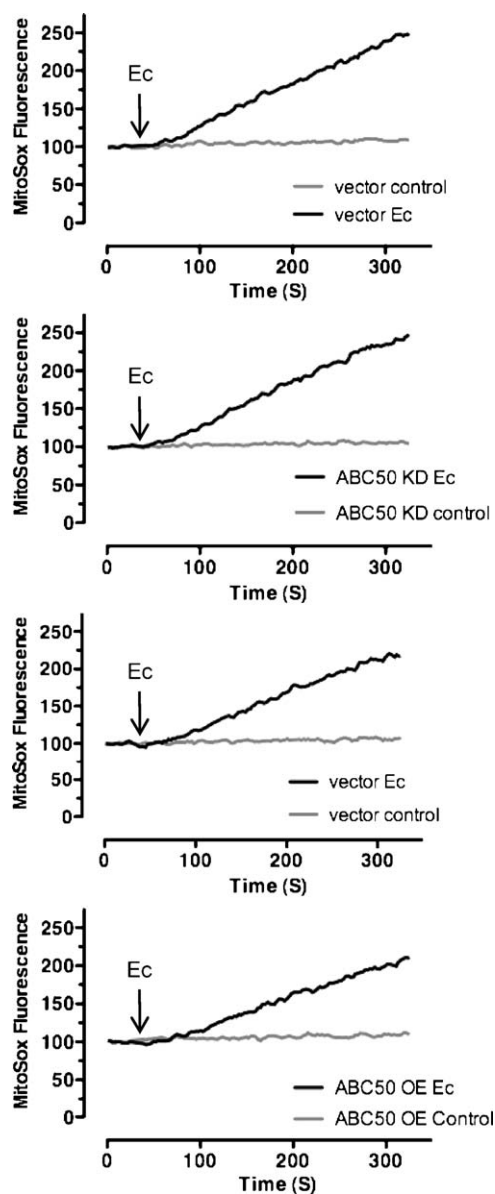 MitoSox Fluorescence
250
200
150
100
50
0
Ec
vector control
vector Ec
0 100 200 300
Time (S)
MitoSox Fluorescence
250
200
150
100
50
0
Ec
ABC50 KD Ec
ABC50 KD control
0 100 200 300
Time (S)
MitoSox Fluorescence
250
200
150
100
50
0
Ec
vector Ec
vector control
0 100 200 300
Time (S)
MitoSox Fluorescence
250
200
150
100
50
0
Ec
ABC50 OE Ec
ABC50 OE Control
0 100 200 300
Time (S)